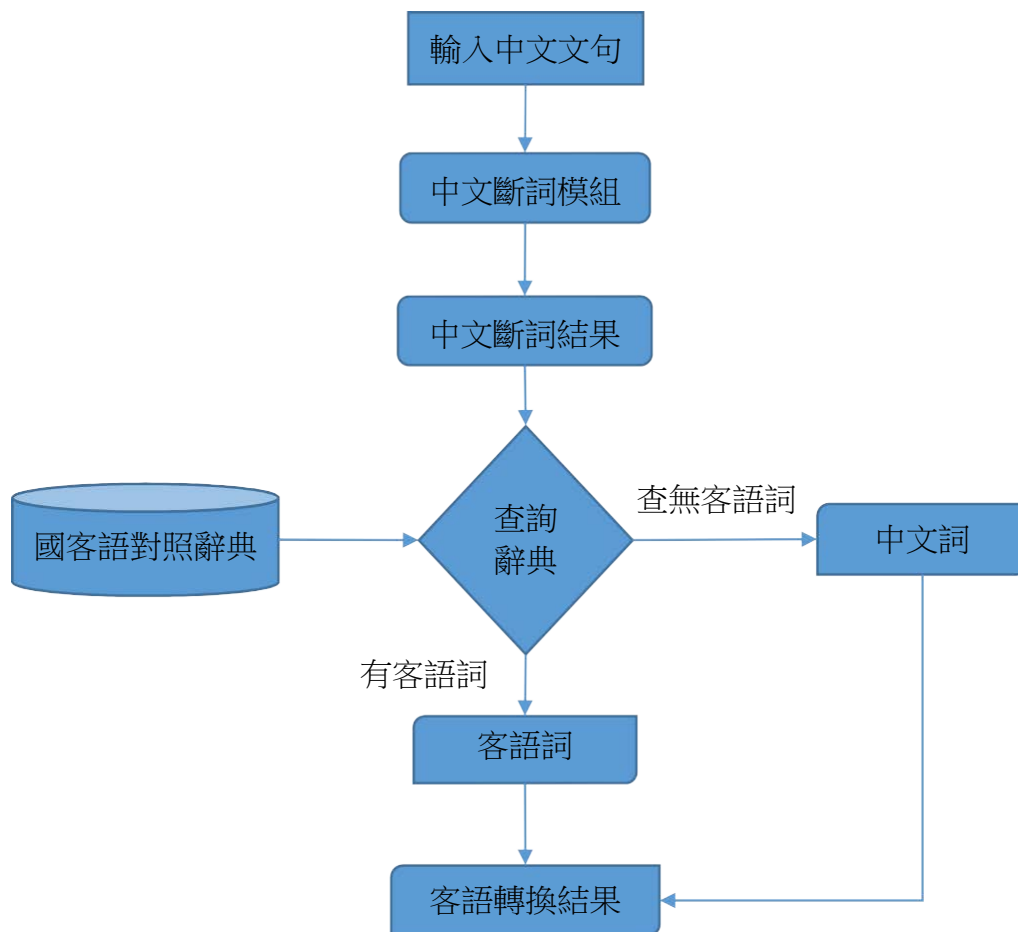 輸入中文文句
中文斷詞模組
中文斷詞結果
國客語對照辭典
查詢
辭典
查無客語詞
中文詞
有客語詞
客語詞
客語轉換結果